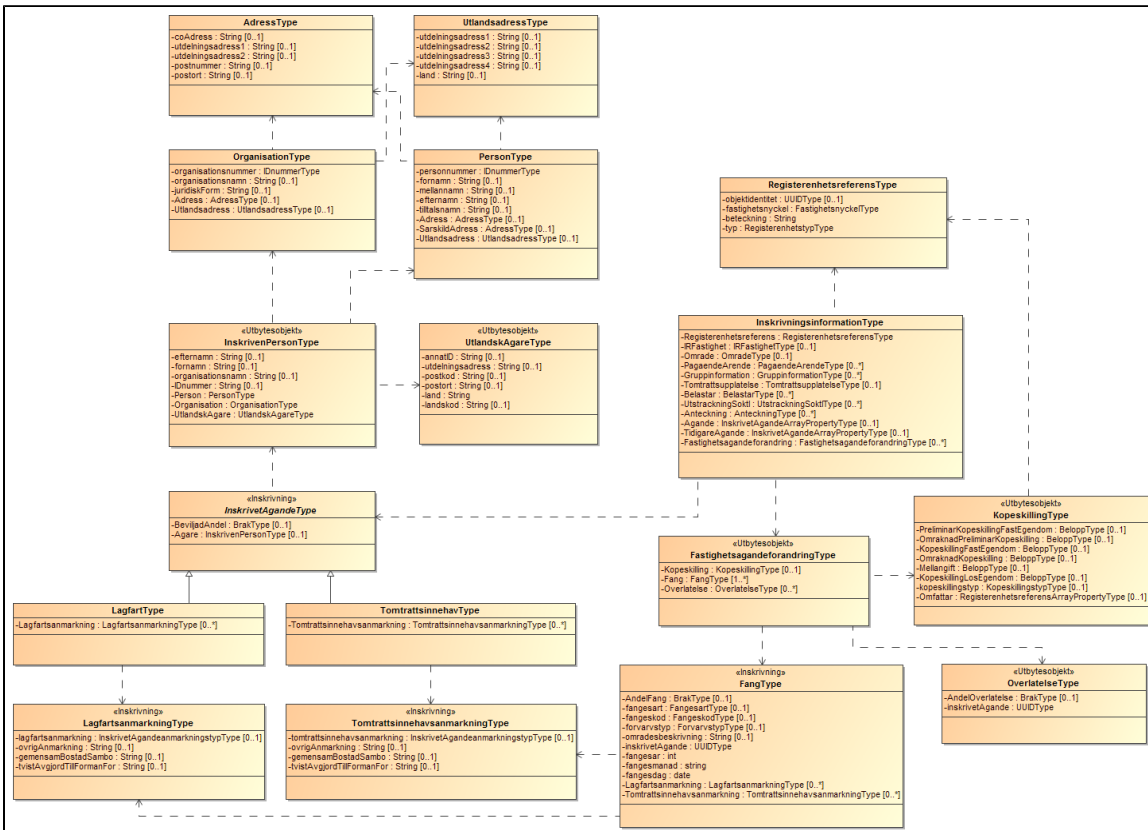 AdressType
-coAdress : String [0..1]
-utdelningsadress1 : String [0..1]
-utdelningsadress2 : String [0..1]
-postnummer : String [0..1]
-postort : String [0..1]
UtlandsadressType
-utdelningsadress1 : String [0..1]
-utdelningsadress2 : String [0..1]
-utdelningsadress3 : String [0..1]
-utdelningsadress4 : String [0..1]
-land : String [0..1]
OrganisationType
-organisationsnummer : IDnummerType
-organisationsnamn : String [0..1]
-juridiskForm : String [0..1]
-Adress : AdressType [0..1]
-Utlandsadress : UtlandsadressType [0..1]
PersonType
-personnummer : IDnummerType
-fornamn : String [0..1]
-mellannamn : String [0..1]
-efternamn : String [0..1]
-tilltalsnamn : String [0..1]
-Adress : AdressType [0..1]
-SarskildAdress : AdressType [0..1]
-Utlandsadress : UtlandsadressType [0..1]
RegisterenhetsreferensType
-objektidentitet : UUIDType [0..1]
-fastighetsnyckel : FastighetsnyckelType
-beteckning : String
-typ : RegisterenhetstypType
«Utbytesobjekt»
InskrivenPersonType
-efternamn : String [0..1]
-fornamn : String [0..1]
-organisationsnamn : String [0..1]
-IDnummer : String [0..1]
-Person : PersonType
-Organisation : OrganisationType
-UtlandskAgare : UtlandskAgareType
«Utbytesobjekt»
UtlandskAgareType
-annatID : String [0..1]
-utdelningsadress : String [0..1]
-postkod : String [0..1]
-postort : String [0..1]
-land : String
-landskod : String [0..1]
InskrivningsinformationType
-Registerenhetsreferens : RegisterenhetsreferensType
-IRFastighet : IRFastighetType [0..1]
-Omrade : OmradeType [0..1]
-PagaendeArende : PagaendeArendeType [0..*]
-Gruppinformation : GruppinformationType [0..*]
-Tomtrattsupplatelse : TomtrattsupplatelseType [0..1]
-Belastar : BelastarType [0..*]
-UtstrackningSoktI : UtstrackningSoktIType [0..*]
-Anteckning : AnteckningType [0..*]
-Agande : InskrivetAgandeArrayPropertyType [0..1]
-TidigareAgande : InskrivetAgandeArrayPropertyType [0..1]
-Fastighetsagandeforandring : FastighetsagandeforandringType [0..*]
«Inskrivning»
InskrivetAgandeType
-BeviljadAndel : BrakType [0..1]
-Agare : InskrivenPersonType [0..1]
«Utbytesobjekt»
KopeskillingType
-PreliminarKopeskillingFastEgendom : BeloppType [0..1]
-OmraknadPreliminarKopeskilling : BeloppType [0..1]
-KopeskillingFastEgendom : BeloppType [0..1]
-OmraknadKopeskilling : BeloppType [0..1]
-Mellangift : BeloppType [0..1]
-KopeskillingLosEgendom : BeloppType [0..1]
-kopeskillingstyp : KopeskillingstypType [0..1]
-Omfattar : RegisterenhetsreferensArrayPropertyType [0..1]
«Utbytesobjekt»
FastighetsagandeforandringType
-Kopeskilling : KopeskillingType [0..1]
-Fang : FangType [1..*]
-Overlatelse : OverlatelseType [0..*]
LagfartType
-Lagfartsanmarkning : LagfartsanmarkningType [0..*]
TomtrattsinnehavType
-Tomtrattsinnehavsanmarkning : TomtrattsinnehavsanmarkningType [0..*]
«Utbytesobjekt»
OverlatelseType
-AndelOverlatelse : BrakType [0..1]
-inskrivetAgande : UUIDType
«Inskrivning»
FangType
-AndelFang : BrakType [0..1]
-fangesart : FangesartType [0..1]
-fangeskod : FangeskodType [0..1]
-forvarvstyp : ForvarvstypType [0..1]
-omradesbeskrivning : String [0..1]
-inskrivetAgande : UUIDType
-fangesar : int
-fangesmanad : string
-fangesdag : date
-Lagfartsanmarkning : LagfartsanmarkningType [0..*]
-Tomtrattsinnehavsanmarkning : TomtrattsinnehavsanmarkningType [0..*]
«Inskrivning»
LagfartsanmarkningType
-lagfartsanmarkning : InskrivetAgandeanmarkningstypType [0..1]
-ovrigAnmarkning : String [0..1]
-gemensamBostadSambo : String [0..1]
-tvistAvgjordTillFormanFor : String [0..1]
«Inskrivning»
TomtrattsinnehavsanmarkningType
-tomtrattsinnehavsanmarkning : InskrivetAgandeanmarkningstypType [0..1]
-ovrigAnmarkning : String [0..1]
-gemensamBostadSambo : String [0..1]
-tvistAvgjordTillFormanFor : String [0..1]